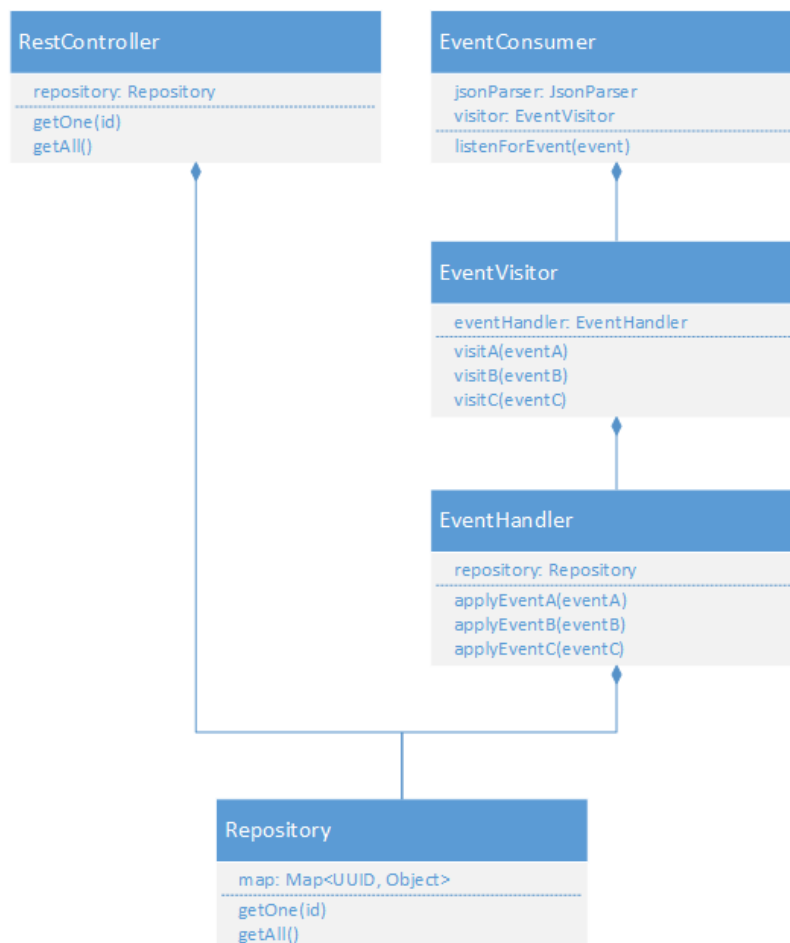 RestController
repository: Repository
getOne(id)
getAll()
EventConsumer
jsonParser: JsonParser
visitor: EventVisitor
listenForEvent(event)
EventVisitor
eventHandler: EventHandler
visitA(eventA)
visitB(eventB)
visitC(eventC)
EventHandler
repository: Repository
applyEventA(eventA)
applyEventB(eventB)
applyEventC(eventC)
Repository
map: Map<UUID, Object>
getOne(id)
getAll()